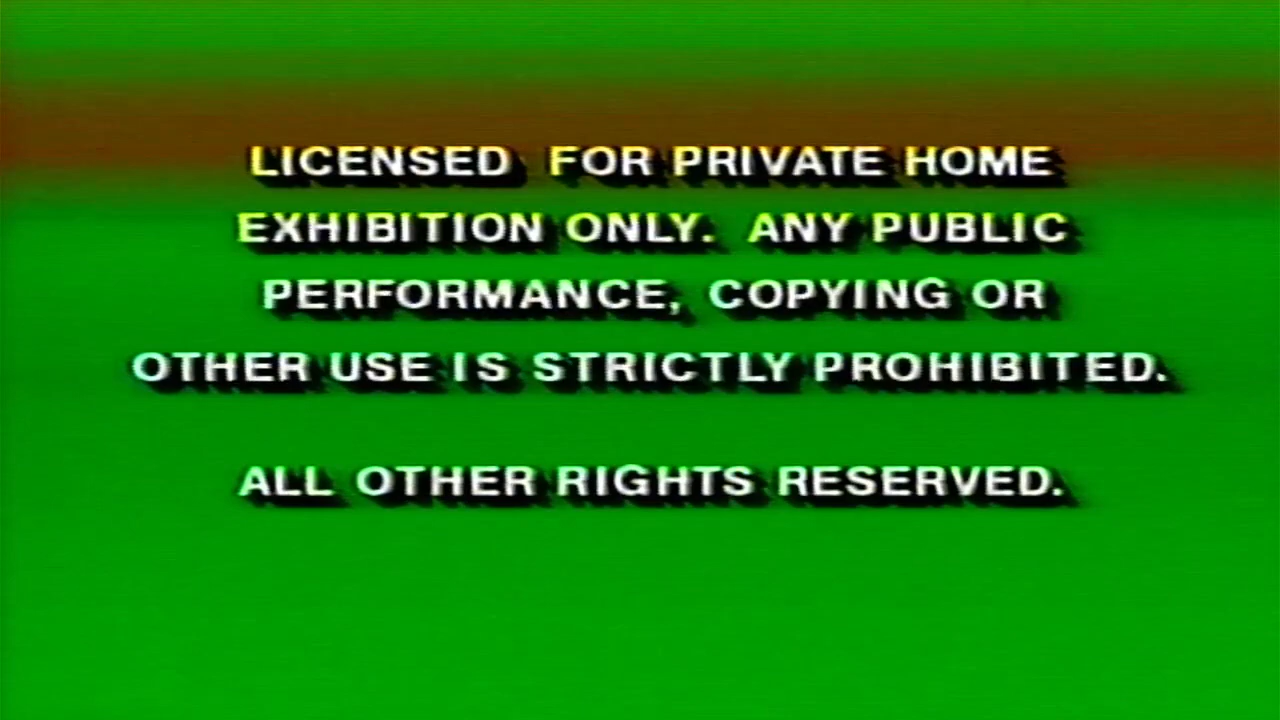 LICENSED FOR PRIVATE HOME
EXHIBITION ONLY. ANY PUBLIC
PERFORMANCE, COPYING OR
OTHER USE IS STRICTLY PROHIBITED.
ALL OTHER RIGHTS RESERVED.